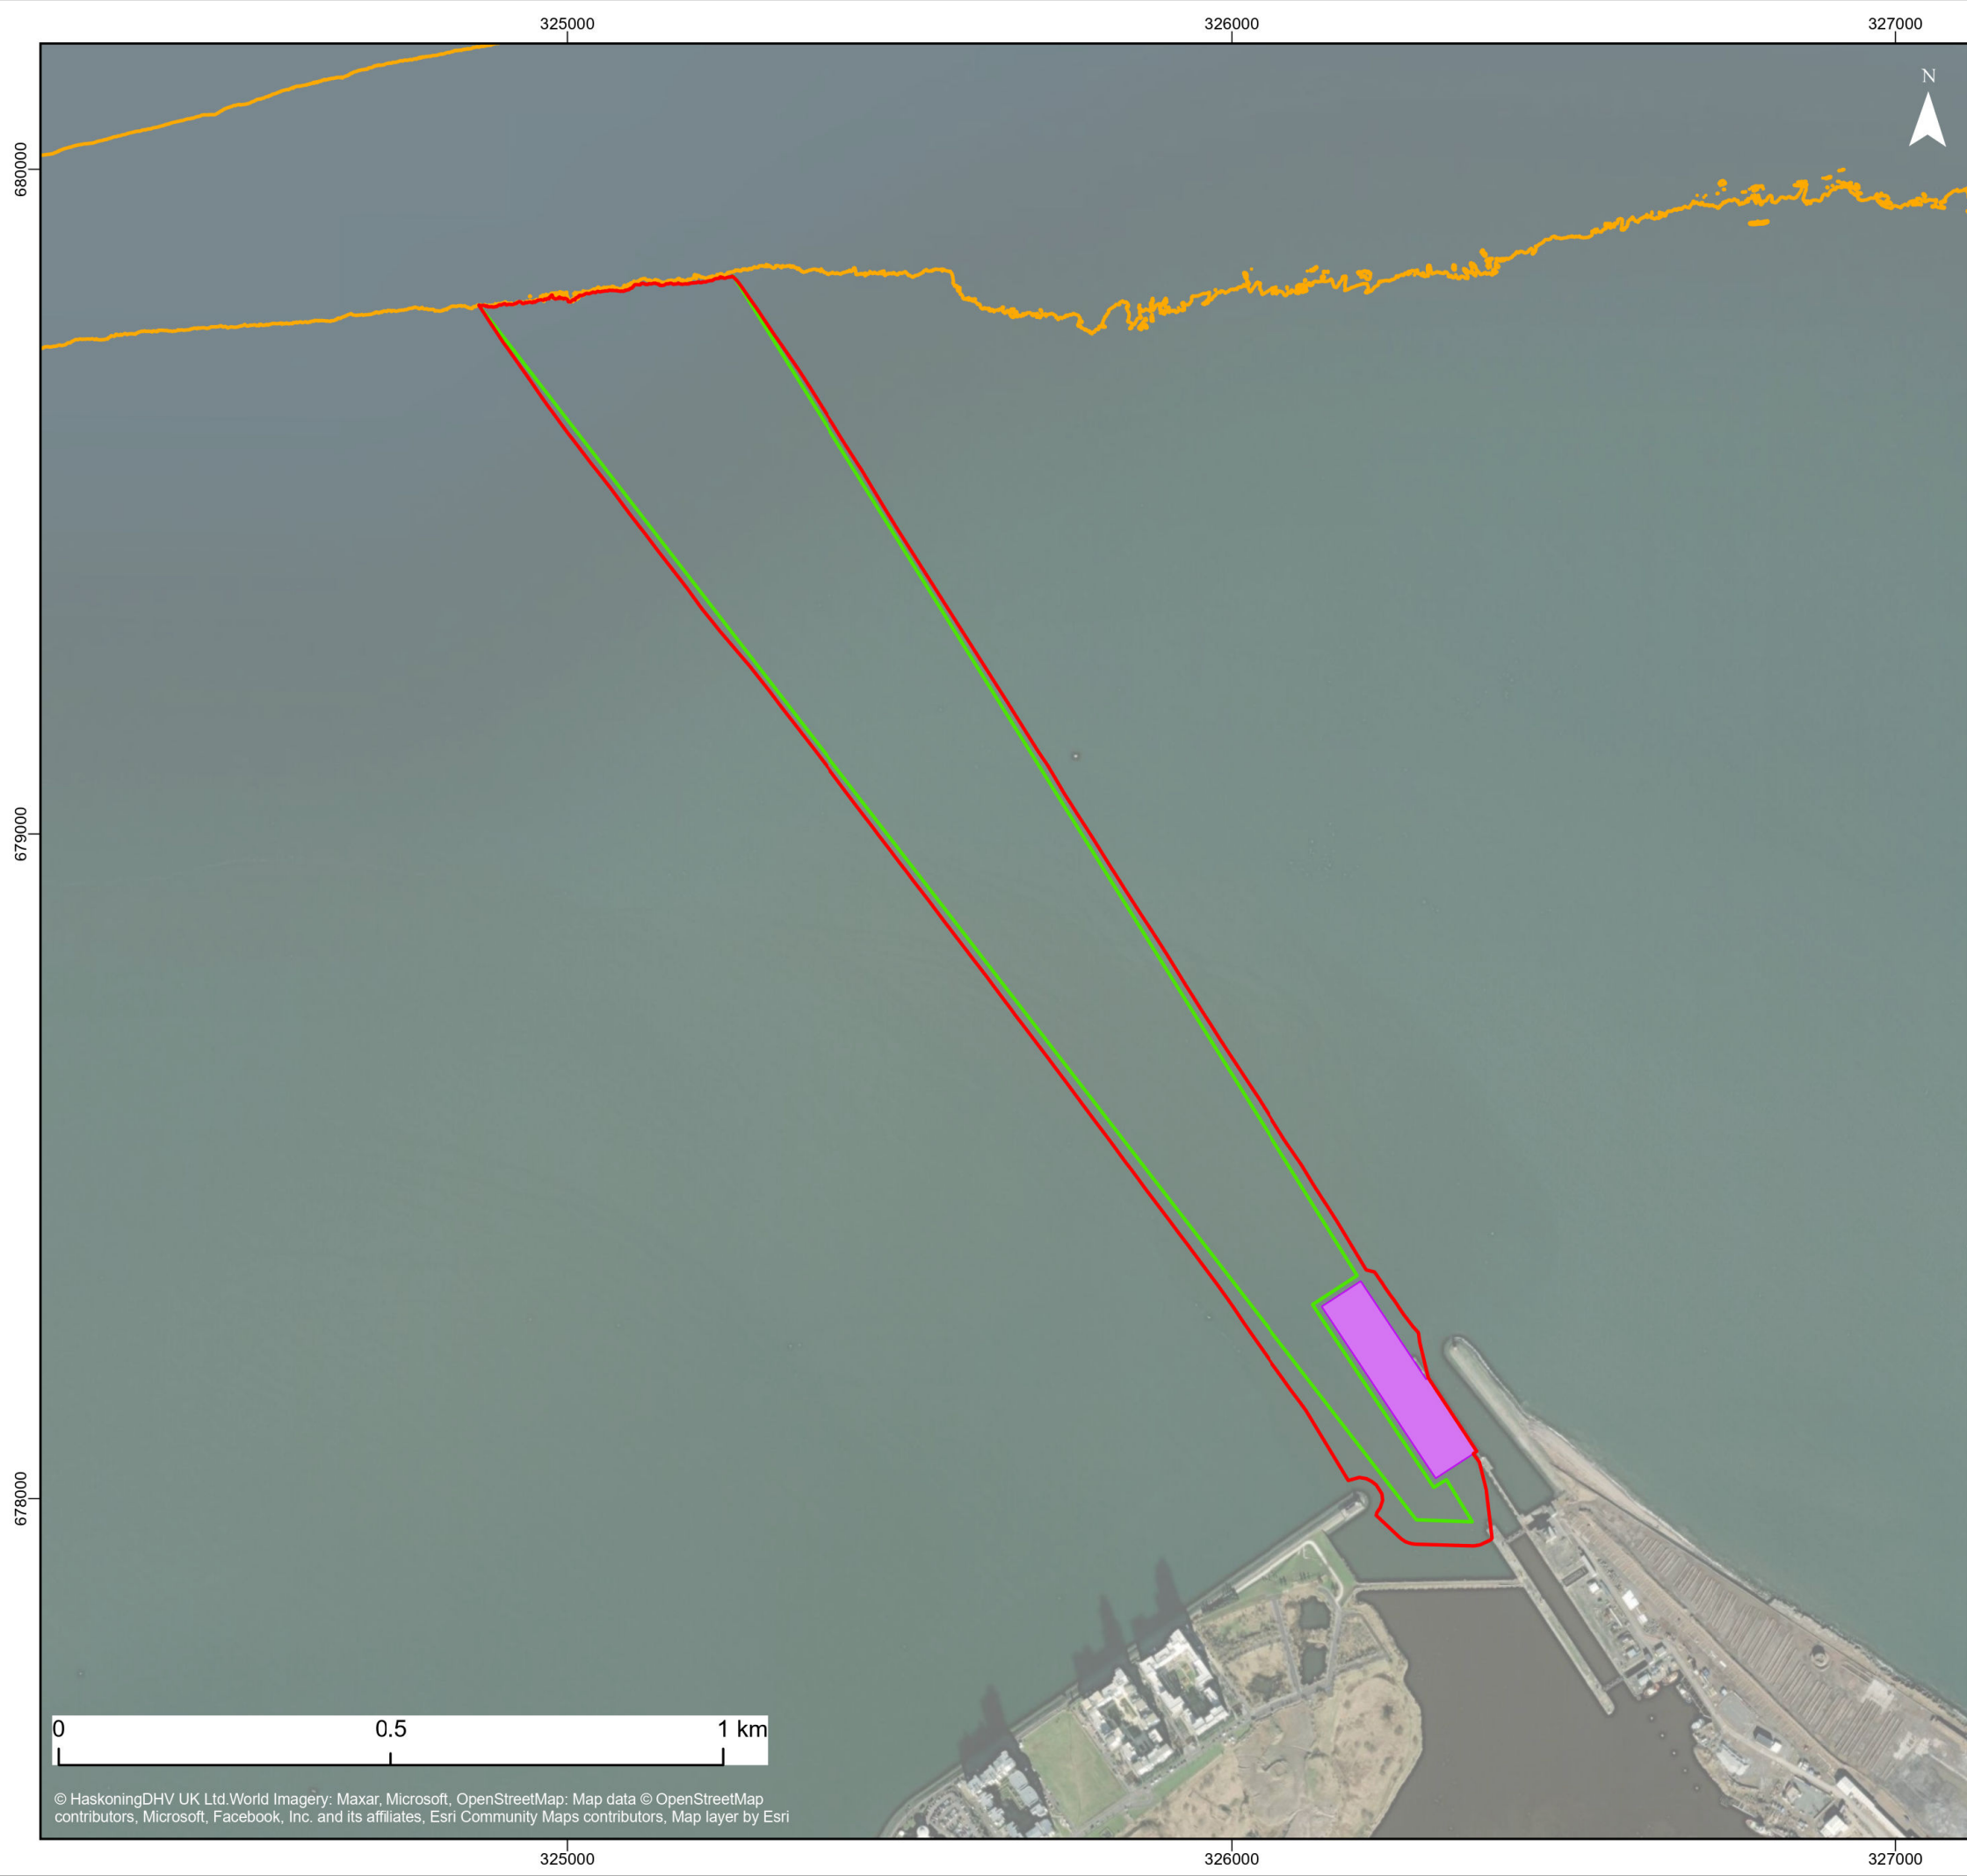 325000 326000 327000
N
680000
679000
678000
0 0.5 1 km
© HaskoningDHV UK Ltd.World Imagery: Maxar, Microsoft, OpenStreetMap: Map data © OpenStreetMap
contributors, Microsoft, Facebook, Inc. and its affiliates, Esri Community Maps contributors, Map layer by Esri
325000 326000 327000